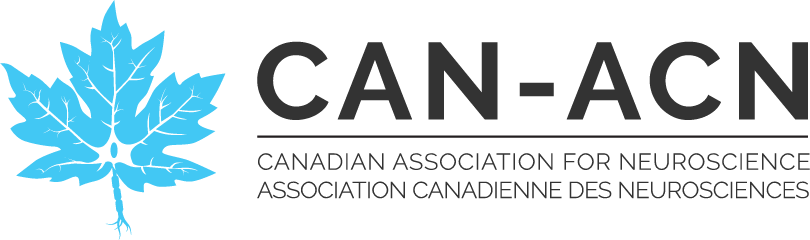 CAN-ACN
CANADIAN ASSOCIATION FOR NEUROSCIENCE
ASSOCIATION CANADIENNE DES NEUROSCIENCES